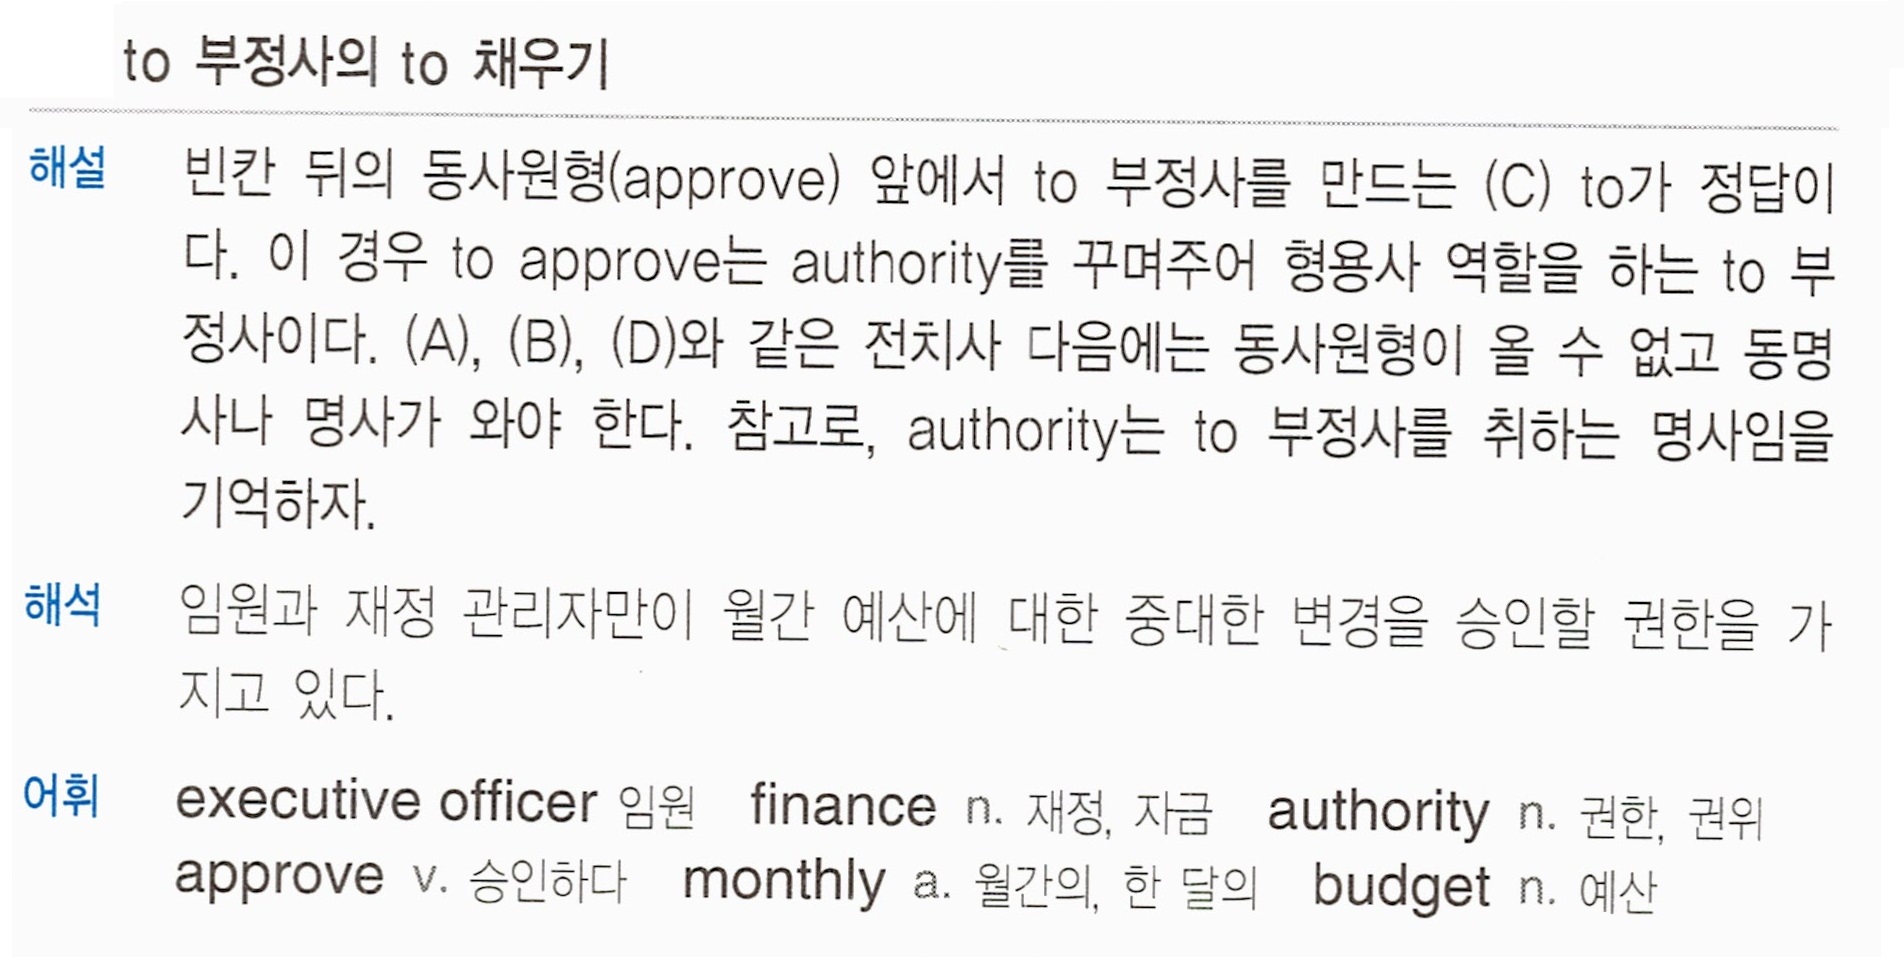 to 부정사의 to 채우기
해설 빈칸 뒤의 동사원형(approve) 앞에서 to 부정사를 만드는 (C) to가 정답이
다. 이 경우 to approve는 authority를 꾸며주어 형용사 역할을 하는 to 부
정사이다. (A), (B), (D)와 같은 전치사 다음에는 동사원형이 올 수 없고 동명
사나 명사가 와야 한다. 참고로, authority는 to 부정사를 취하는 명사임을
기억하자.
해석 임원과 재정 관리자만이 월간 예산에 대한 중대한 변경을 승인할 권한을 가
지고 있다.
어휘 executive officer 임원 finance n. 재정, 자금 authority n. 권한, 권위
approve v. 승인하다 monthly a. 월간의, 한 달의 budget n. 예산